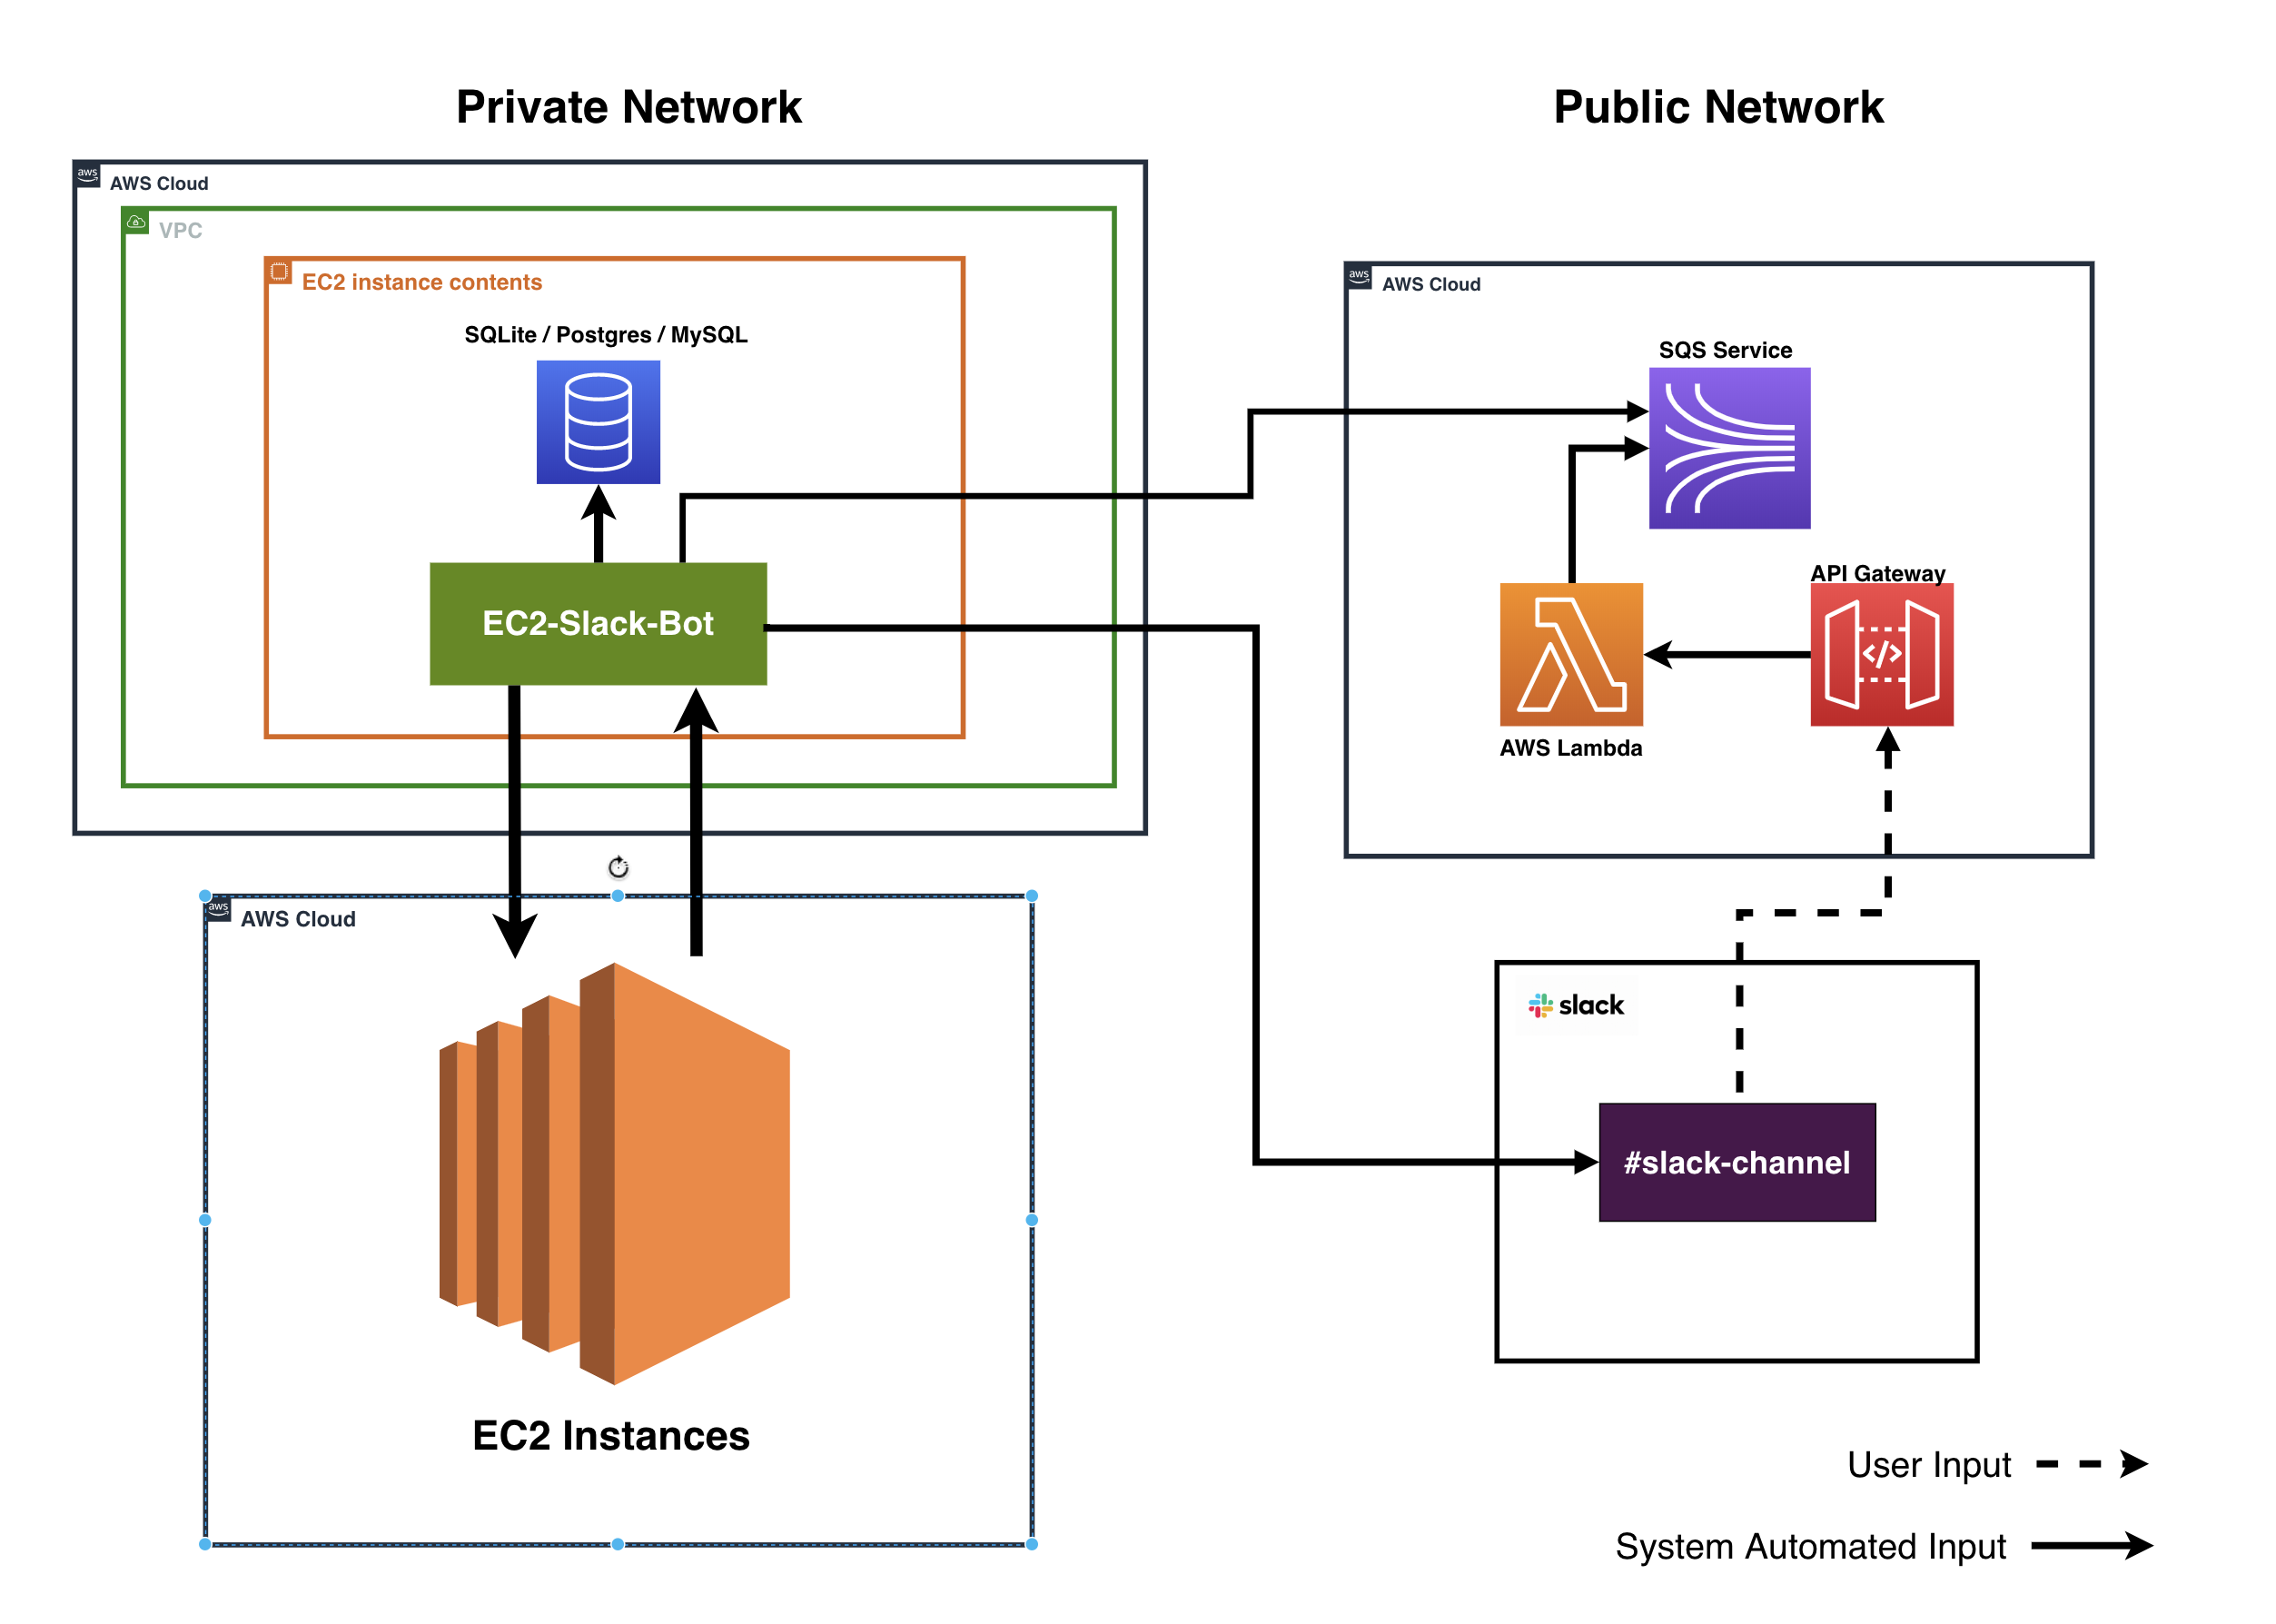 Private Network
Public Network
aws
AWS Cloud
VPC
EC2 instance contents
SQLite / Postgres / MySQL
EC2-Slack-Bot
aws
AWS Cloud
SQS Service
API Gateway
</>
AWS Lambda
aws
AWS Cloud
EC2 Instances
slack
#slack-channel
User Input
System Automated Input